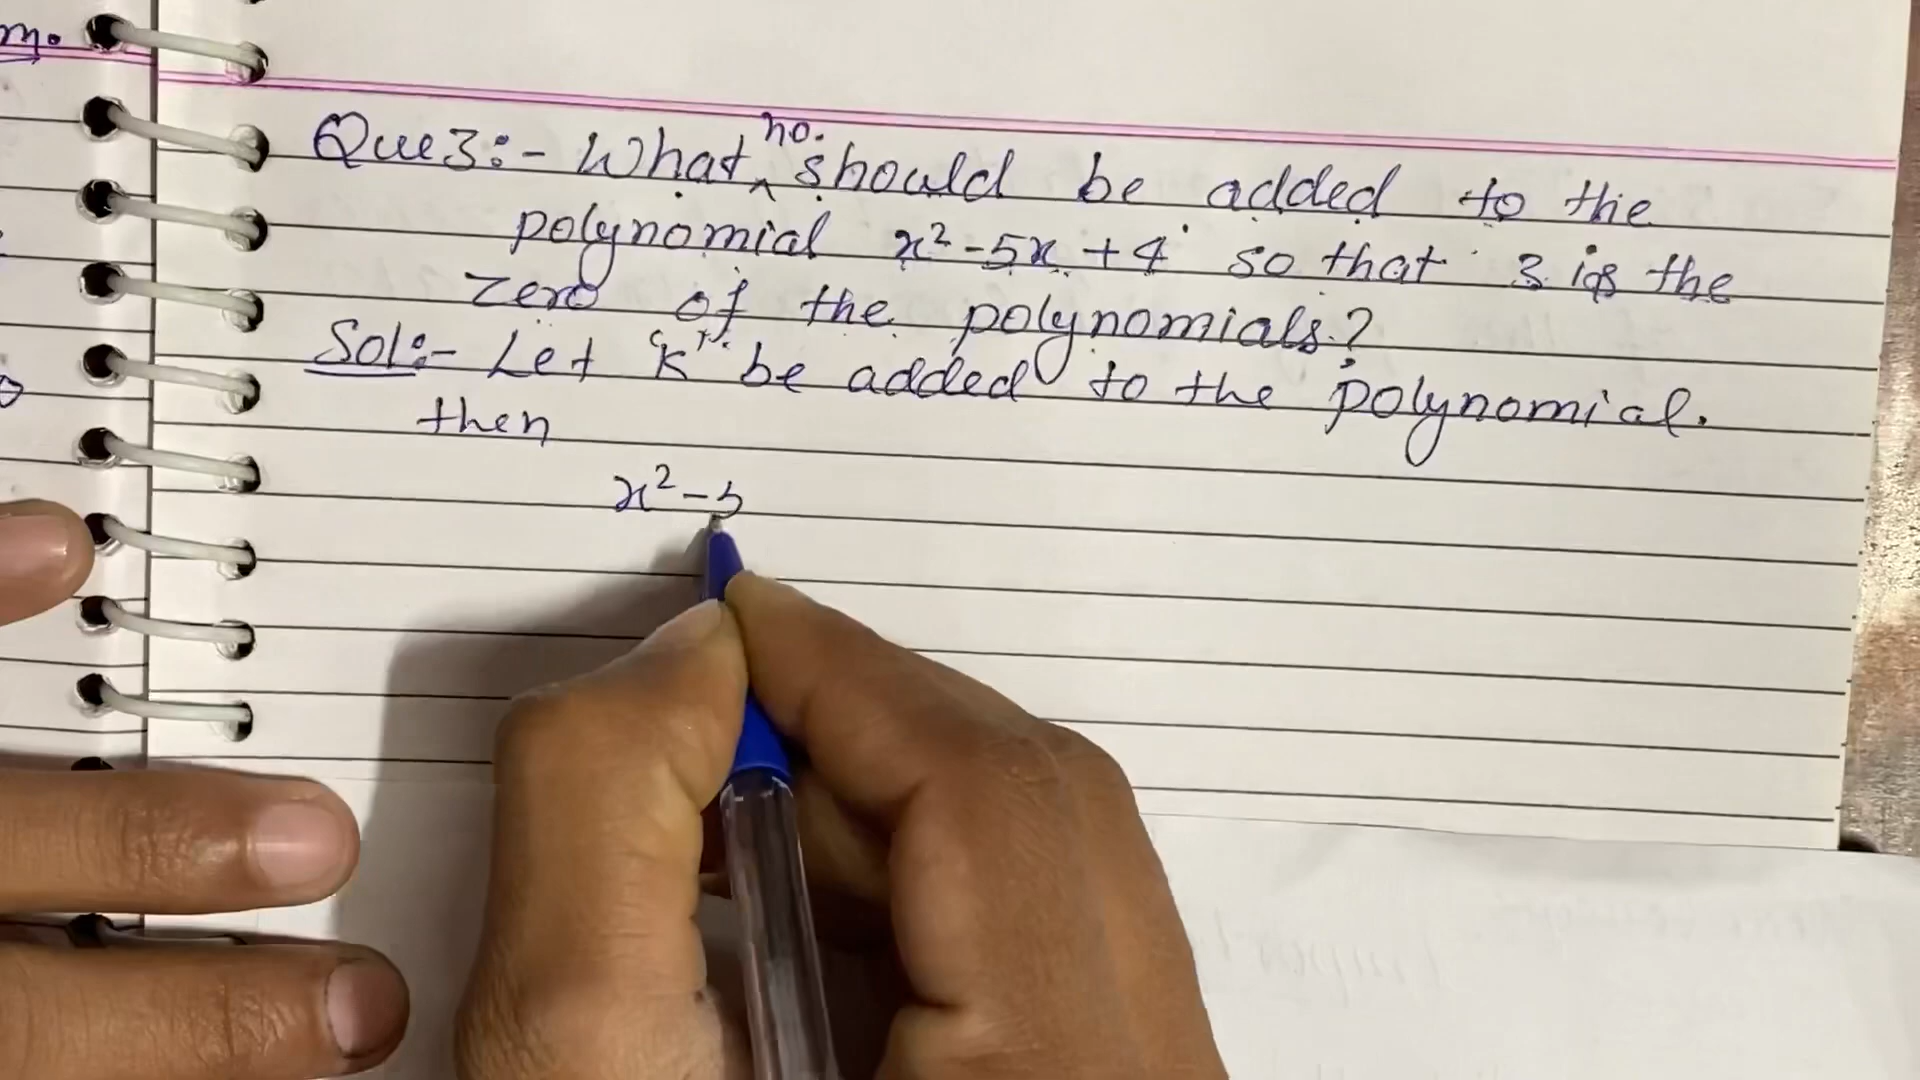 m.
Que3:- What no. should be added to the
polynomial x² - 5x + 4 so that 3 is the
zero of the polynomials?
Sol:- Let "K" be added to the polynomial.
then
x² - 5